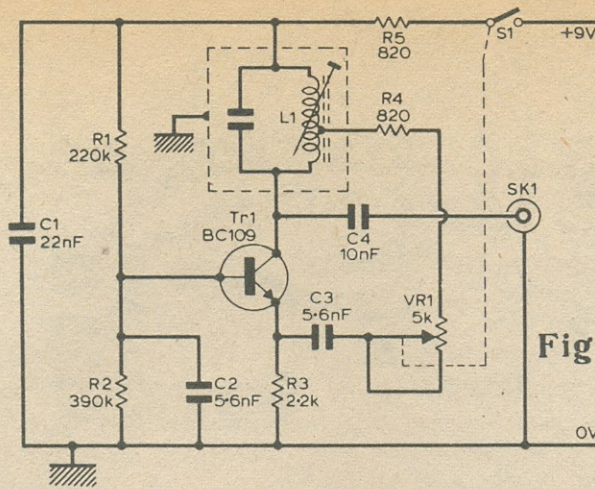 R5
820
S1
+9V
L1
R4
820
R1
220k
SK1
Tr1
BC109
C4
10nF
C1
22nF
C3
5·6nF
VR1
5k
Fig
R2
390k
C2
5·6nF
R3
2·2k
0V